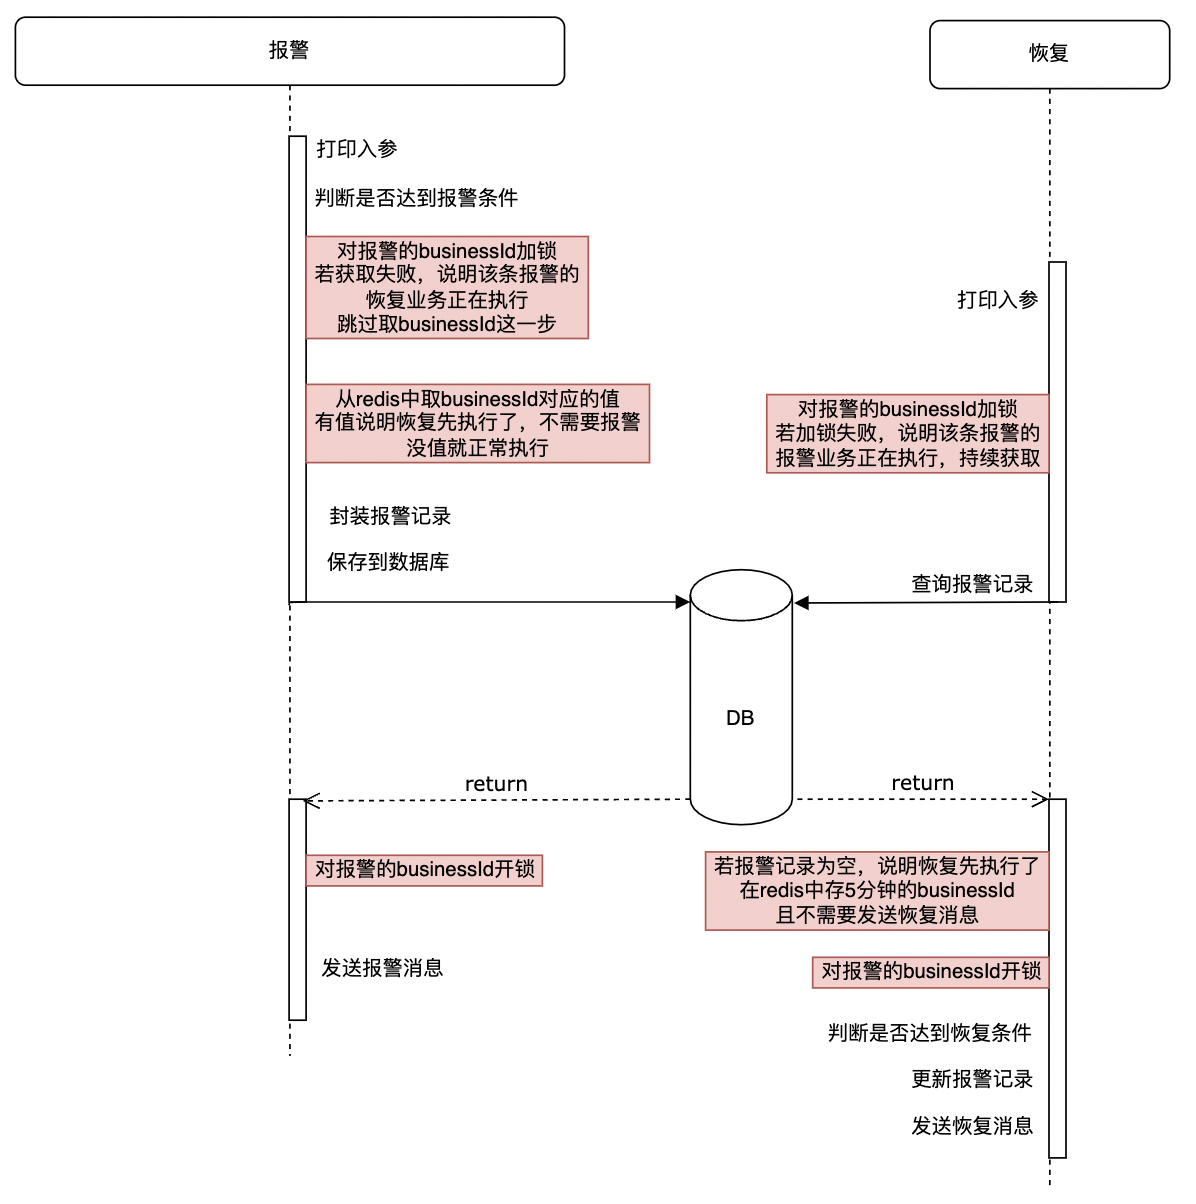 报警
恢复
打印入参
判断是否达到报警条件
对报警的businessId加锁
若获取失败，说明该条报警的
恢复业务正在执行
跳过取businessId这一步
打印入参
从redis中取businessId对应的值
有值说明恢复先执行了，不需要报警
没值就正常执行
对报警的businessId加锁
若加锁失败，说明该条报警的
报警业务正在执行，持续获取
封装报警记录
保存到数据库
查询报警记录
DB
return
return
对报警的businessId开锁
若报警记录为空，说明恢复先执行了
在redis中存5分钟的businessId
且不需要发送恢复消息
发送报警消息
对报警的businessId开锁
判断是否达到恢复条件
更新报警记录
发送恢复消息